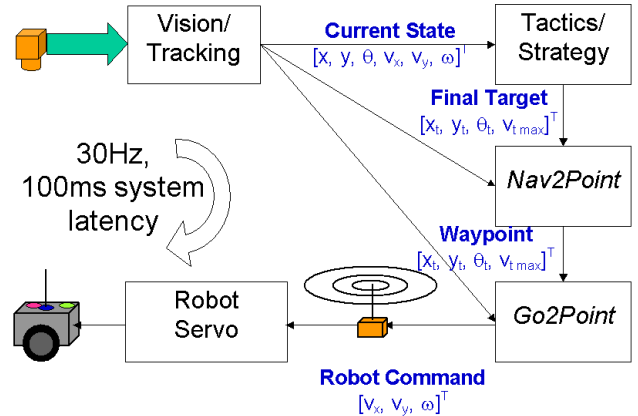 Vision/
Tracking
Current State
[x, y, θ, vx, vy, ω]T
Tactics/
Strategy
Final Target
[xt, yt, θt, vt max]T
30Hz,
100ms system
latency
Nav2Point
Waypoint
[xt, yt, θt, vt max]T
Robot
Servo
Go2Point
Robot Command
[vx, vy, ω]T